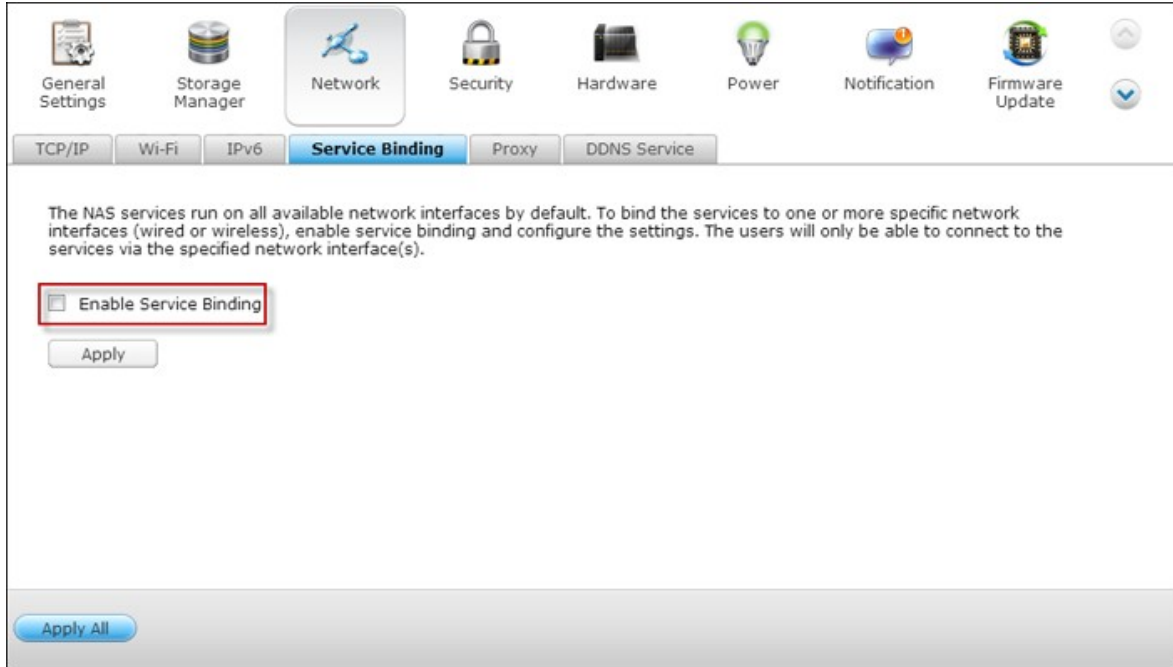 General Settings
Storage Manager
Network
Security
Hardware
Power
Notification
1
Firmware Update
TCP/IP
Wi-Fi
IPv6
Service Binding
Proxy
DDNS Service
The NAS services run on all available network interfaces by default. To bind the services to one or more specific network
interfaces (wired or wireless), enable service binding and configure the settings. The users will only be able to connect to the
services via the specified network interface(s).
Enable Service Binding
Apply
Apply All